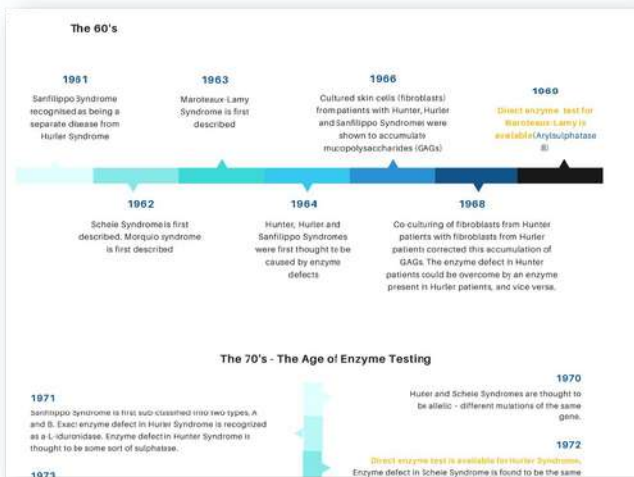 The 60's
1961
Sanfilippo Syndrome
recognised as being a
separate disease from
Hurler Syndrome
1963
Maroteaux-Lamy
Syndrome is first
described
1966
Cultured skin cells (fibroblasts)
from patients with Hunter, Hurler
and Sanfilippo Syndromes were
shown to accumulate
mucopolysaccharides (GAGs)
1969
Direct enzyme test for
Maroteaux-Lamy is
available (Arylsulphatase
B)
1962
Scheie Syndrome is first
described. Morquio syndrome
is first described
1964
Hunter, Hurler and
Sanfilippo Syndromes
were first thought to be
caused by enzyme
defects
1968
Co-culturing of fibroblasts from Hunter
patients with fibroblasts from Hurler
patients corrected this accumulation of
GAGs. The enzyme defect in Hunter
patients could be overcome by an enzyme
present in Hurler patients, and vice versa.
The 70's - The Age of Enzyme Testing
1970
Hurler and Scheie Syndromes are thought to
be allelic - different mutations of the same
gene.
1971
Sanfilippo Syndrome is first sub classified into two types, A
and B. Exact enzyme defect in Hurler Syndrome is recognized
as a-L-iduronidase. Enzyme defect in Hunter Syndrome is
thought to be some sort of sulphatase.
1972
Direct enzyme test is available for Hurler Syndrome.
Enzyme defect in Scheie Syndrome is found to be the same
1973